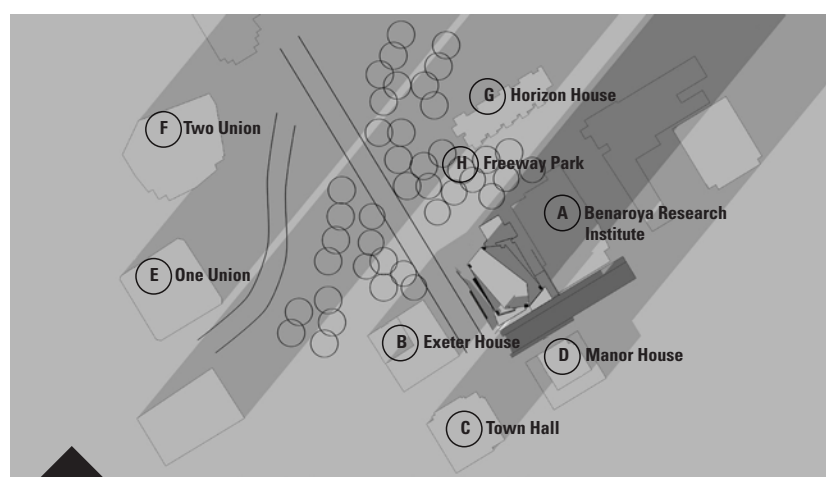 G Horizon House
F Two Union
H Freeway Park
A Benaroya Research
Institute
E One Union
B Exeter House
D Manor House
C Town Hall